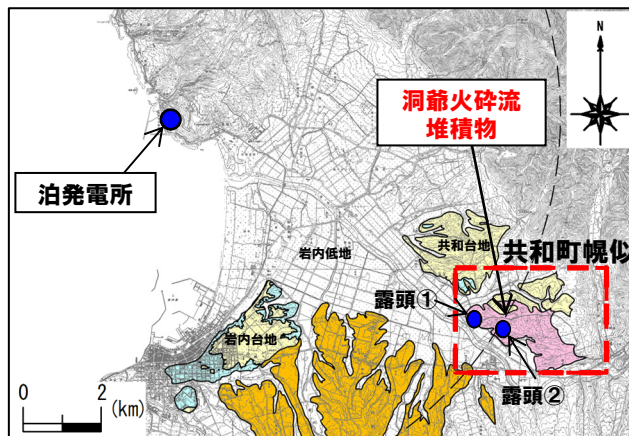 N
洞爺火砕流
堆積物
泊発電所
共和台地
岩内低地
共和町幌似
露頭①
岩内台地
露頭②
0 2
(km)